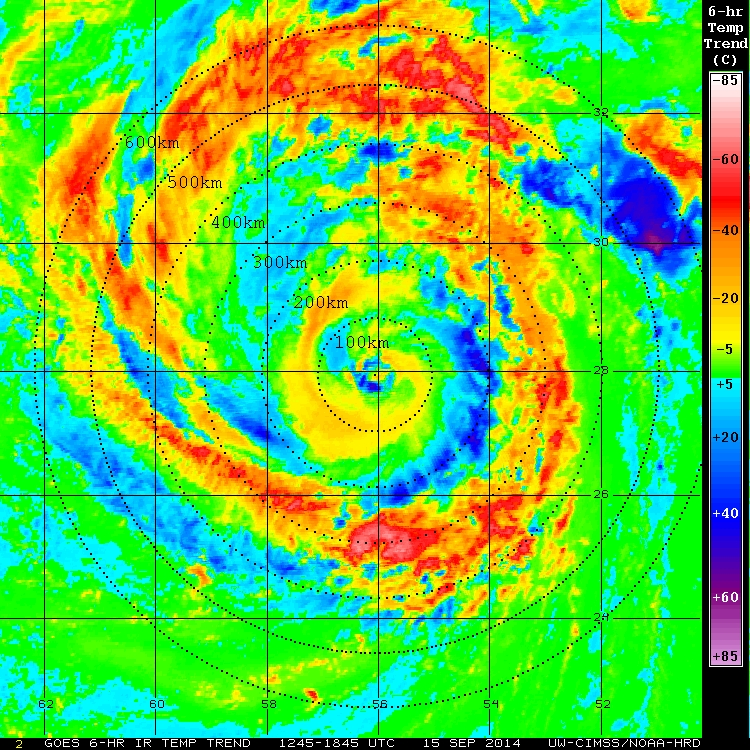 6-hr
Temp
Trend
(C)
-85
-60
-40
-20
-5
+5
+20
+40
+60
+85
32
600km
500km
400km
30
300km
200km
100km
28
26
24
62 60 58 56 54 52
2 GOES 6-HR IR TEMP TREND 1245-1845 UTC 15 SEP 2014 UW-CIMSS/NOAA-HRD